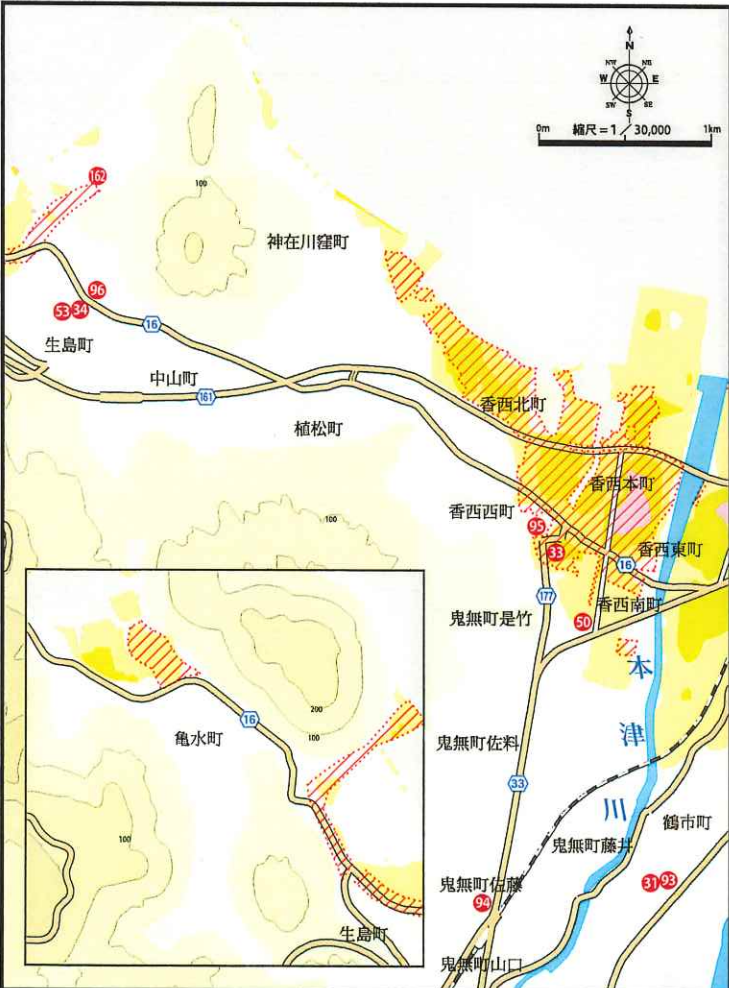 N
NW NE
W E
SW SE
S
0m 縮尺=1/30,000 1km
162
100
神在川窪町
96
53 34
16
生島町
中山町
161
植松町
香西北町
香西本町
香西西町
95
33
香西東町
16
100
177
香西南町
鬼無町是竹
50
本津川
鬼無町佐料
33
鶴市町
鬼無町藤井
31 93
鬼無町佐藤
94
鬼無町山口
16
200
100
亀水町
100
生島町